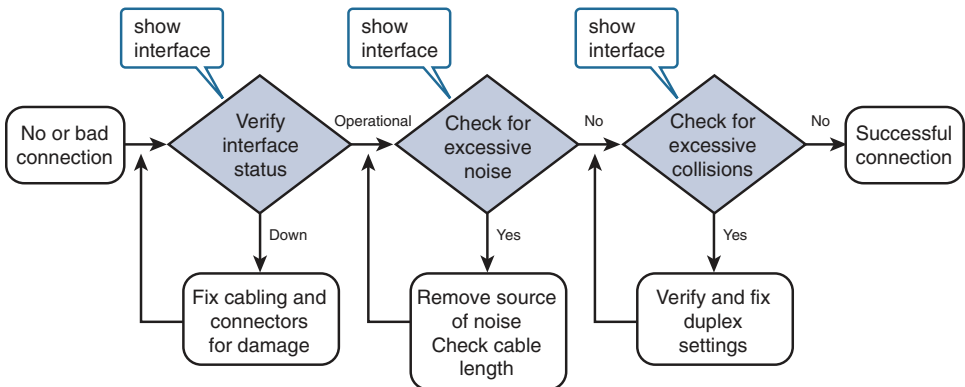 show
interface
show
interface
show
interface
No or bad
connection
Verify
interface
status
Operational
Check for
excessive
noise
No
Check for
excessive
collisions
No
Successful
connection
Down
Yes
Yes
Fix cabling and
connectors
for damage
Remove source
of noise
Check cable
length
Verify and fix
duplex
settings